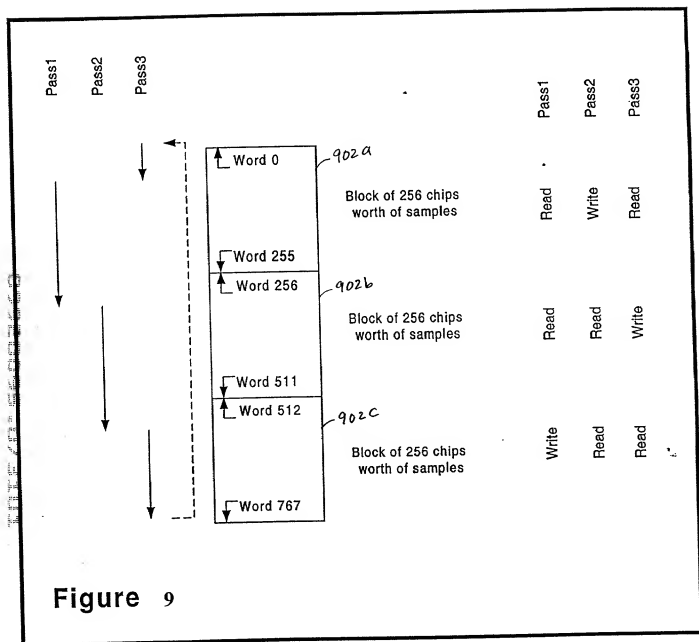 Pass1
Pass2
Pass3
Pass1
Pass2
Pass3
Word 0
902a
Block of 256 chips
worth of samples
Read
Write
Read
Word 255
Word 256
902b
Block of 256 chips
worth of samples
Read
Read
Write
Word 511
Word 512
902c
Block of 256 chips
worth of samples
Write
Read
Read
Word 767
Figure 9